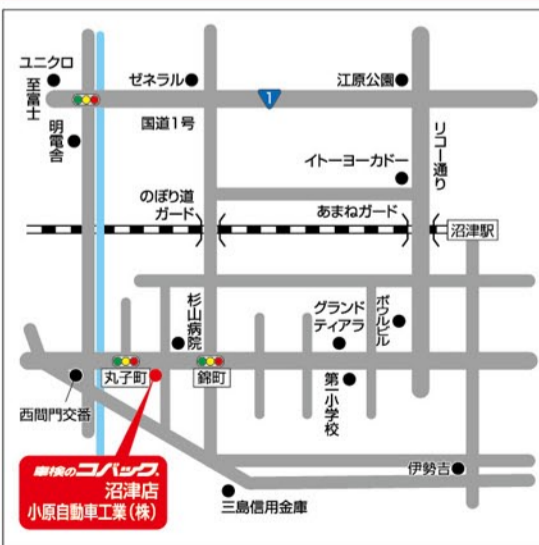 ユニクロ
至富士
明電舎
ゼネラル
1
国道1号
江原公園
リコー通り
イトーヨーカドー
のぼり道
ガード
あまねガード
沼津駅
杉山病院
グランド
ティアラ
ボウルビル
丸子町
錦町
第一小学校
西間門交番
車検のコバック
沼津店
小原自動車工業(株)
三島信用金庫
伊勢吉